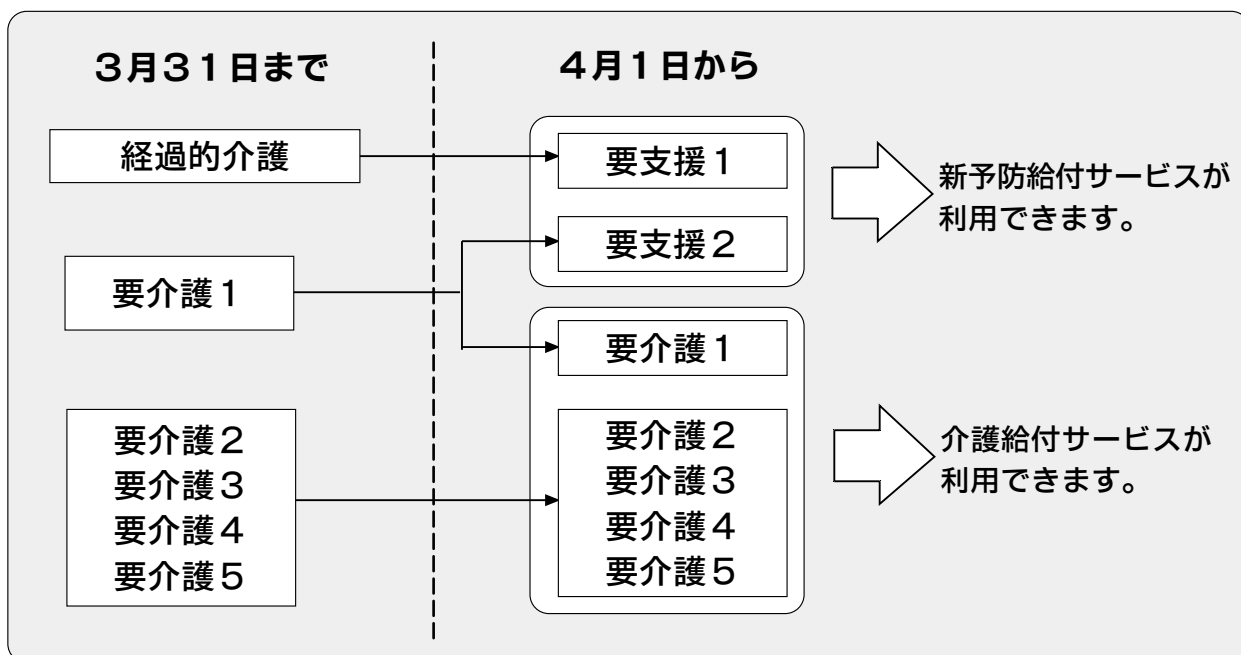 ３月３１日まで
経過的介護
要介護１
要介護２
要介護３
要介護４
要介護５
４月１日から
要支援１
要支援２
要介護１
要介護２
要介護３
要介護４
要介護５
新予防給付サービスが
利用できます。
介護給付サービスが
利用できます。